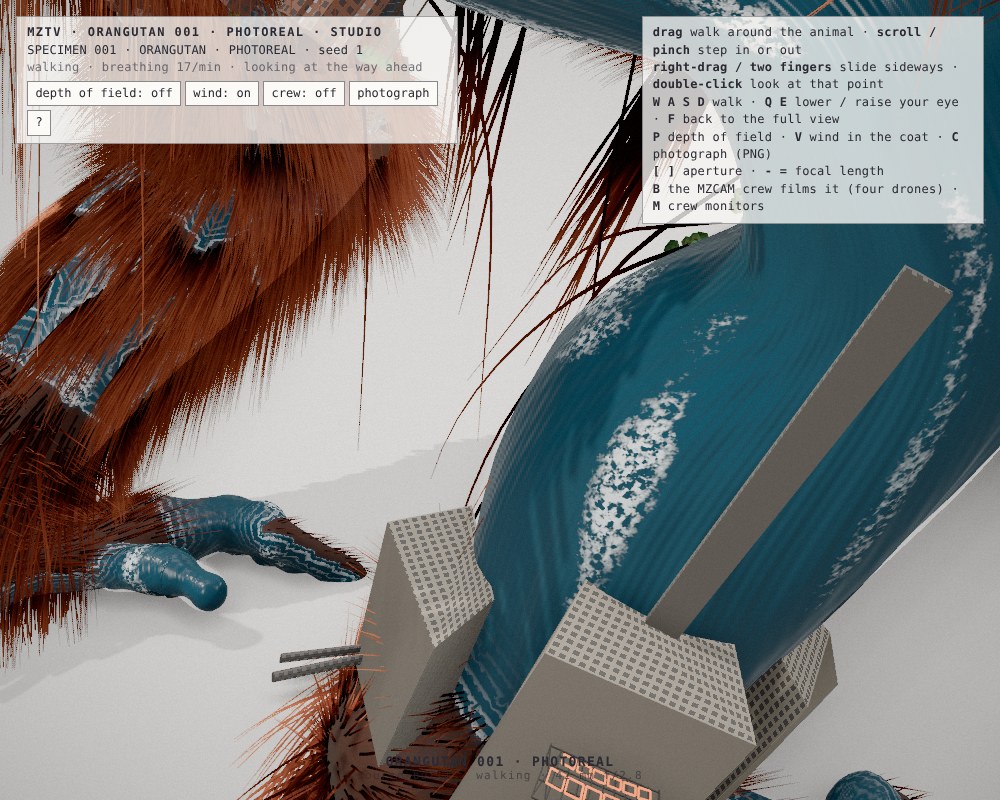 MZTV · ORANGUTAN 001 · PHOTOREAL · STUDIO
SPECIMEN 001 · ORANGUTAN · PHOTOREAL · seed 1
walking · breathing 17/min · looking at the way ahead
depth of field: off wind: on crew: off photograph
?
drag walk around the animal · scroll /
pinch step in or out
right-drag / two fingers slide sideways ·
double-click look at that point
W A S D walk · Q E lower / raise your eye
· F back to the full view
P depth of field · V wind in the coat · C
photograph (PNG)
[ ] aperture · - = focal length
B the MZCAM crew films it (four drones) ·
M crew monitors
ORANGUTAN 001 · PHOTOREAL
walking